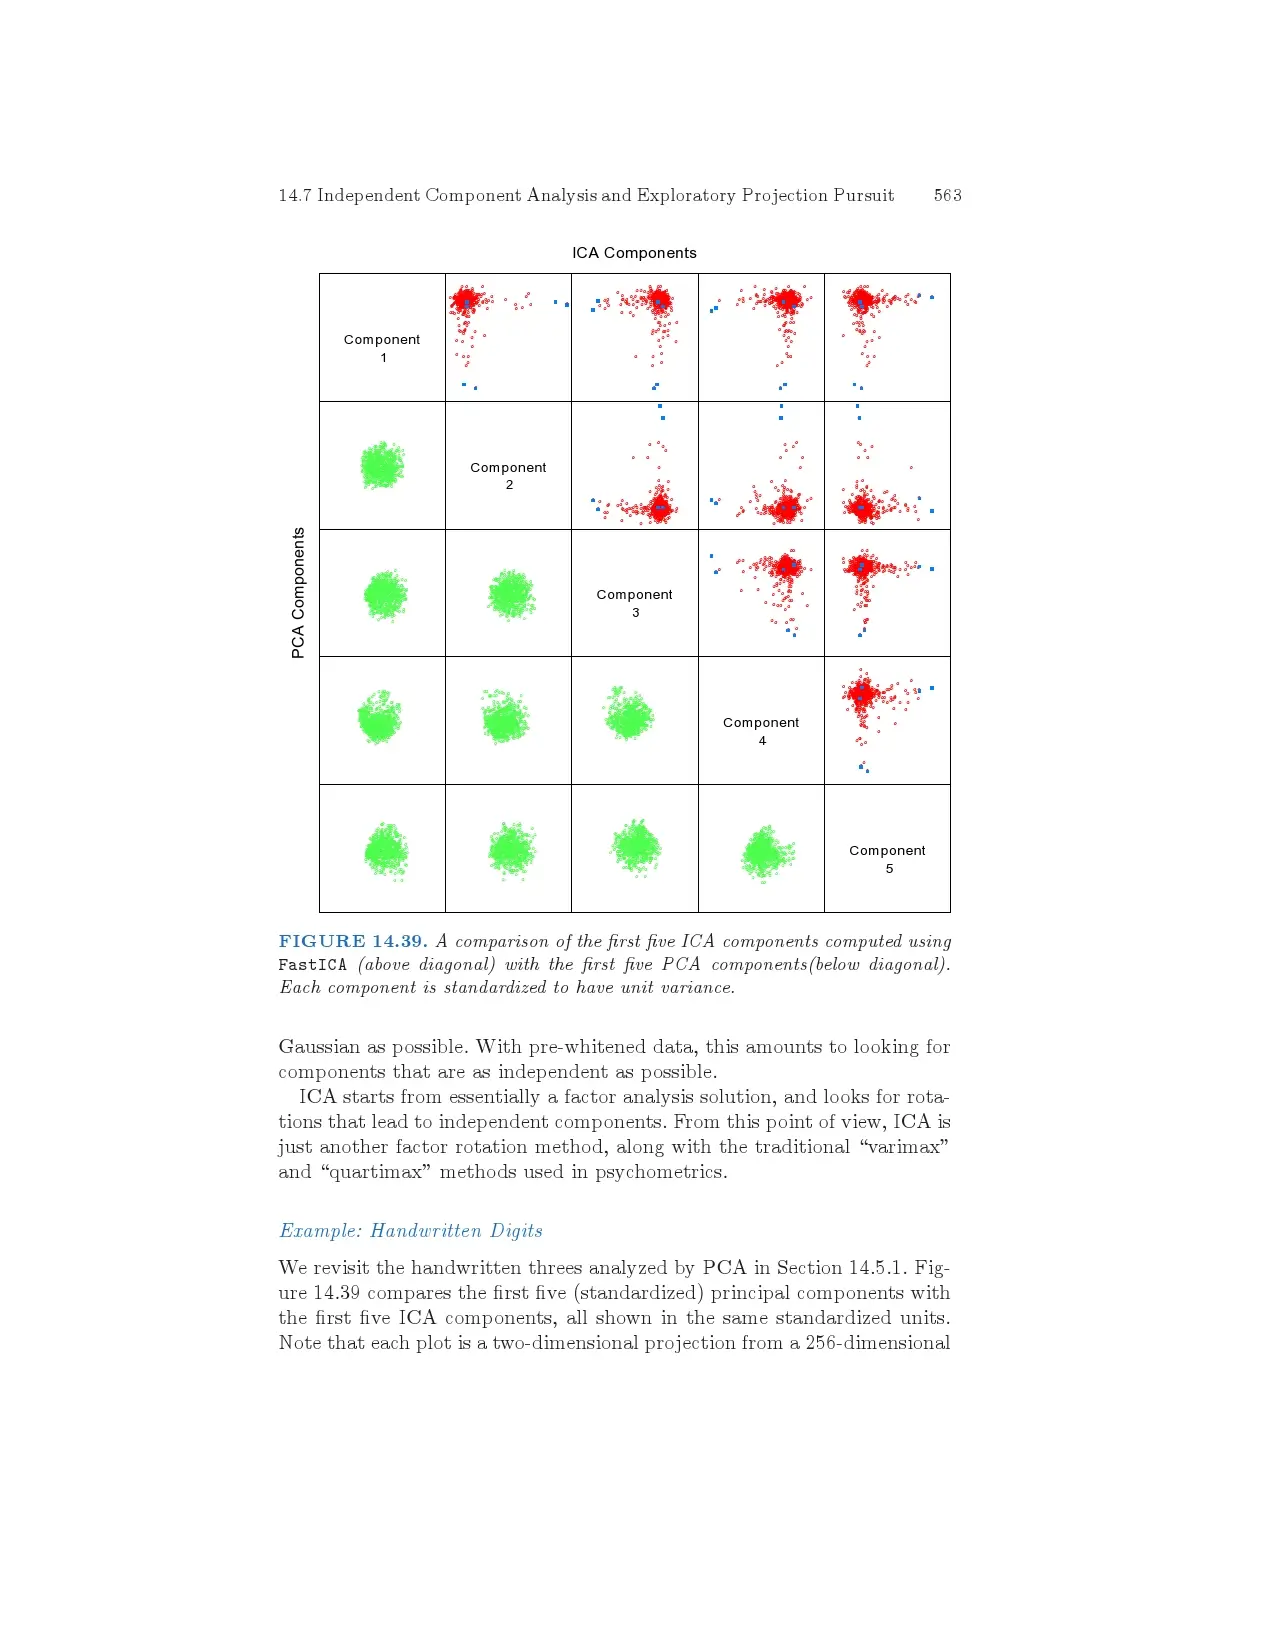 14.7 Independent Component Analysis and Exploratory Projection Pursuit 563
ICA Components
PCA Components
Component
1
Component
2
Component
3
Component
4
Component
5
FIGURE 14.39. A comparison of the first five ICA components computed using
FastICA (above diagonal) with the first five PCA components(below diagonal).
Each component is standardized to have unit variance.
Gaussian as possible. With pre-whitened data, this amounts to looking for
components that are as independent as possible.
ICA starts from essentially a factor analysis solution, and looks for rota-
tions that lead to independent components. From this point of view, ICA is
just another factor rotation method, along with the traditional “varimax”
and “quartimax” methods used in psychometrics.
Example: Handwritten Digits
We revisit the handwritten threes analyzed by PCA in Section 14.5.1. Fig-
ure 14.39 compares the first five (standardized) principal components with
the first five ICA components, all shown in the same standardized units.
Note that each plot is a two-dimensional projection from a 256-dimensional